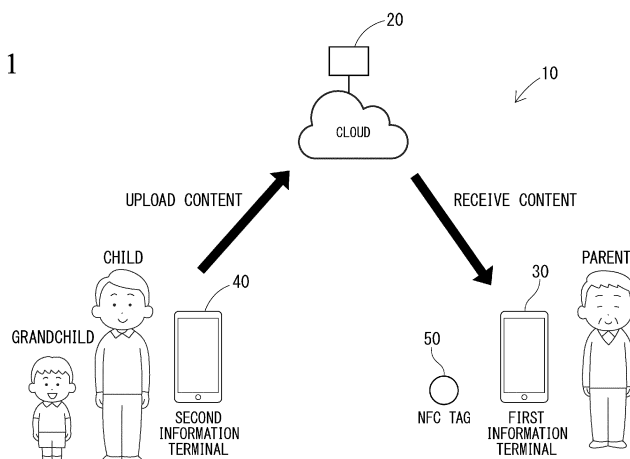 20
1
10
CLOUD
UPLOAD CONTENT
RECEIVE CONTENT
CHILD
40
PARENT
30
GRANDCHILD
50
SECOND
INFORMATION
TERMINAL
NFC TAG
FIRST
INFORMATION
TERMINAL